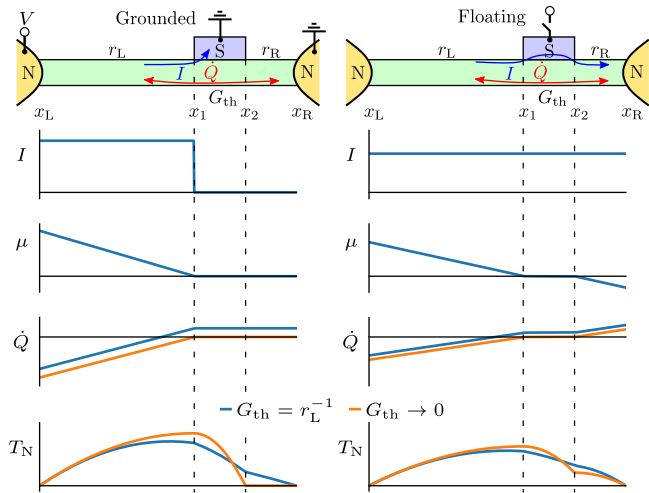 Grounded
Floating
V
r_L
S
r_R
r_L
S
r_R
N
I
Q̇
N
N
I
Q̇
N
G_th
G_th
x_L
x_1
x_2
x_R
x_L
x_1
x_2
x_R
I
I
μ
μ
Q̇
Q̇
G_th = r_L^{-1}
G_th → 0
T_N
T_N